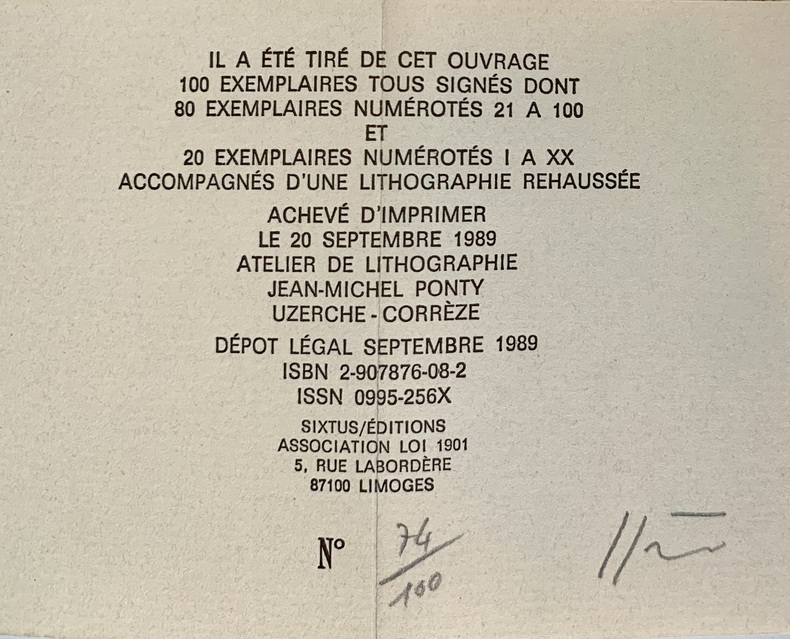 IL A ÉTÉ TIRÉ DE CET OUVRAGE
100 EXEMPLAIRES TOUS SIGNÉS DONT
80 EXEMPLAIRES NUMÉROTÉS 21 A 100
ET
20 EXEMPLAIRES NUMÉROTÉS I A XX
ACCOMPAGNÉS D'UNE LITHOGRAPHIE REHAUSSÉE
ACHEVÉ D'IMPRIMER
LE 20 SEPTEMBRE 1989
ATELIER DE LITHOGRAPHIE
JEAN-MICHEL PONTY
UZERCHE - CORRÈZE
DÉPOT LÉGAL SEPTEMBRE 1989
ISBN 2-907876-08-2
ISSN 0995-256X
SIXTUS/ÉDITIONS
ASSOCIATION LOI 1901
5, RUE LABORDÈRE
87100 LIMOGES
Nº 74/100